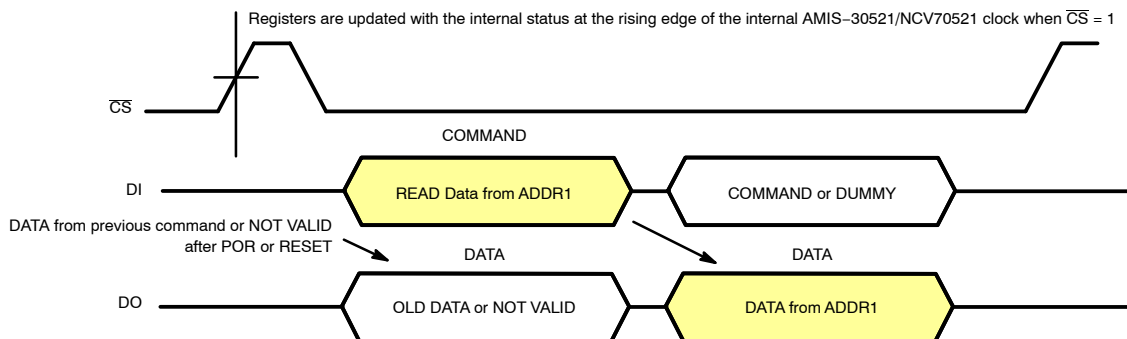 Registers are updated with the internal status at the rising edge of the internal AMIS−30521/NCV70521 clock when C̅S̅ = 1
C̅S̅
COMMAND
DI
READ Data from ADDR1
COMMAND or DUMMY
DATA from previous command or NOT VALID
after POR or RESET
DATA
DATA
DO
OLD DATA or NOT VALID
DATA from ADDR1